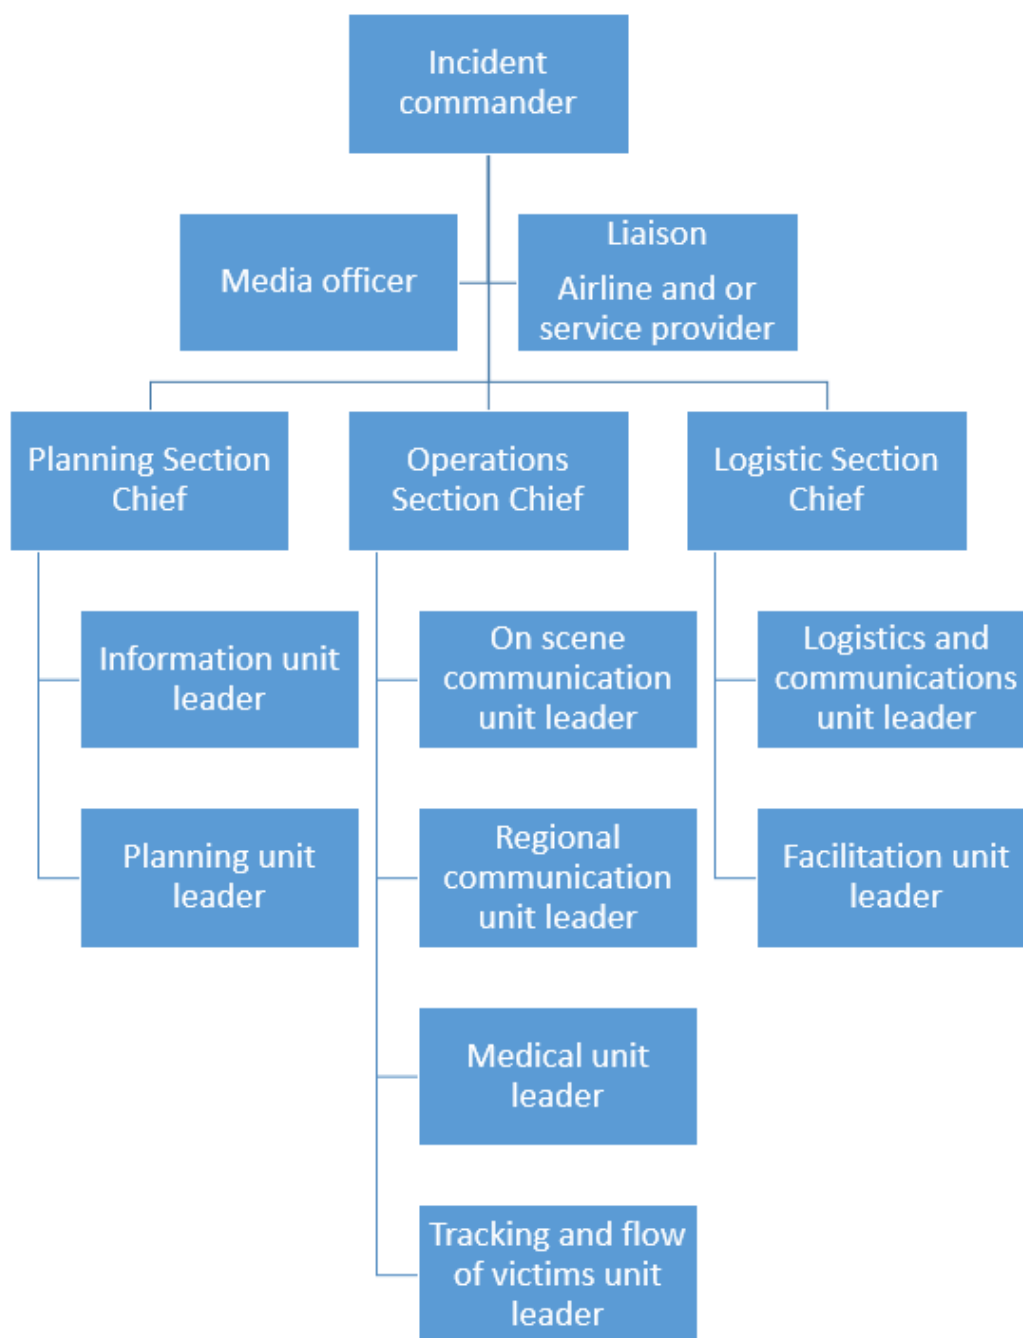 Incident
commander
Media officer
Liaison
Airline and or
service provider
Planning Section
Chief
Operations
Section Chief
Logistic Section
Chief
Information unit
leader
On scene
communication
unit leader
Logistics and
communications
unit leader
Planning unit
leader
Regional
communication
unit leader
Facilitation unit
leader
Medical unit
leader
Tracking and flow
of victims unit
leader